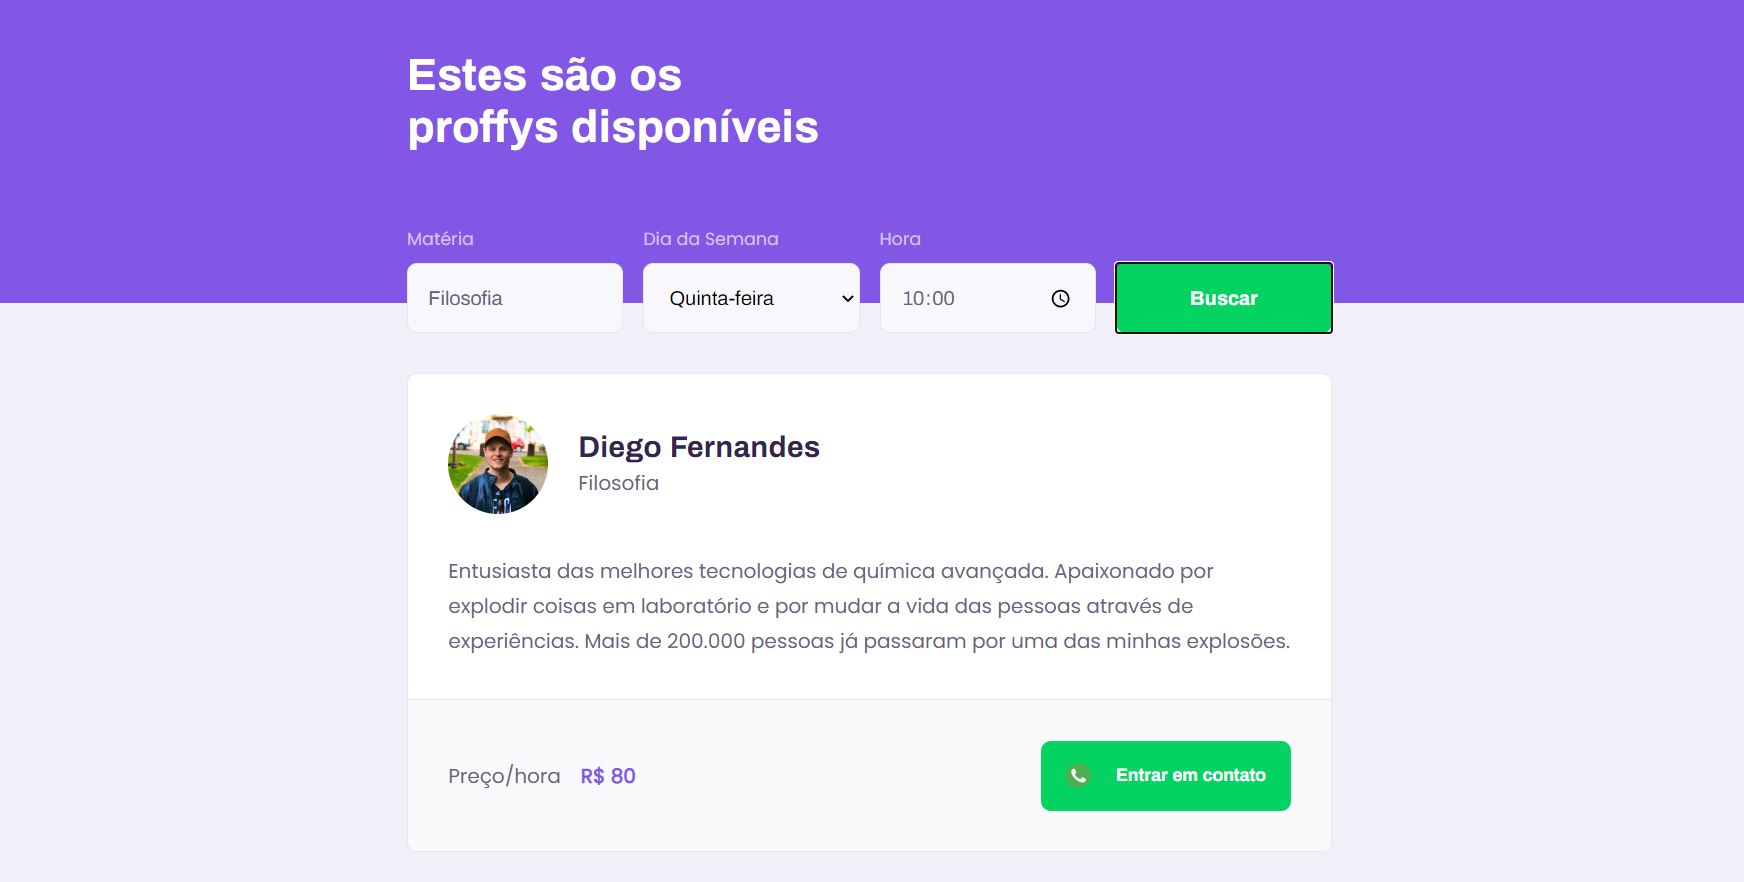 Estes são os
proffys disponíveis
Matéria
Dia da Semana
Hora
Filosofia
Quinta-feira
10:00
Buscar
Diego Fernandes
Filosofia
Entusiasta das melhores tecnologias de química avançada. Apaixonado por
explodir coisas em laboratório e por mudar a vida das pessoas através de
experiências. Mais de 200.000 pessoas já passaram por uma das minhas explosões.
Preço/hora R$ 80
Entrar em contato